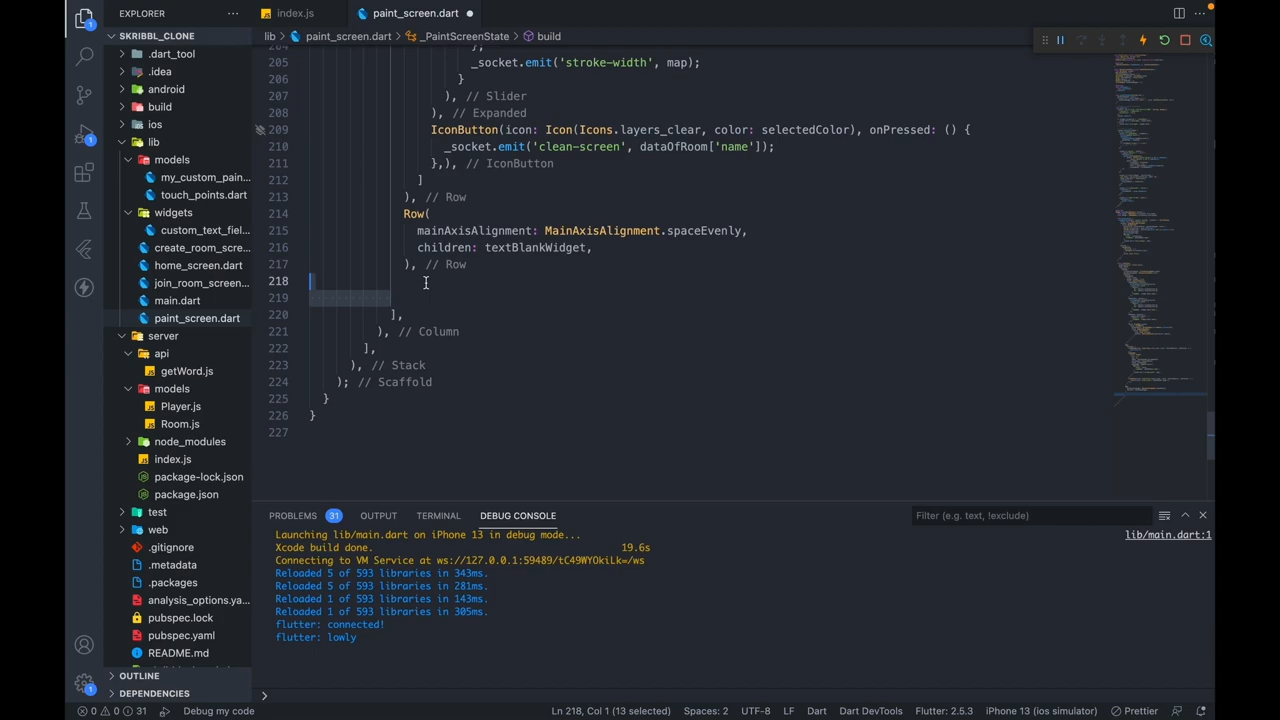 EXPLORER
index.js
paint_screen.dart
SKRIBBL_CLONE
lib > paint_screen.dart > _PaintScreenState > build
.dart_tool
.idea
android
build
ios
lib
models
my_custom_pain...
touch_points.dart
widgets
custom_text_fiel...
create_room_scre...
home_screen.dart
join_room_screen...
main.dart
paint_screen.dart
server
api
getWord.js
models
Player.js
Room.js
node_modules
index.js
package-lock.json
package.json
test
web
.gitignore
.metadata
.packages
analysis_options.ya...
pubspec.lock
pubspec.yaml
README.md
OUTLINE
DEPENDENCIES
204 };
205 _socket.emit('stroke-width', map);
206 }
207 ), // Slider
208 ), // Expanded
209 IconButton(icon: Icon(Icons.layers_clear, color: selectedColor), onPressed: () {
210 _socket.emit('clean-screen', dataOfRoom['name']);
211 },), // IconButton
212 ]
213 ), // Row
214 Row(
215 mainAxisAlignment: MainAxisAlignment.spaceEvenly,
216 children: textBlankWidget,
217 ), // Row
218
219
220 ],
221 ), // Column
222 ],
223 ), // Stack
224 ); // Scaffold
225 }
226 }
227
PROBLEMS 31 OUTPUT TERMINAL DEBUG CONSOLE Filter (e.g. text, !exclude)
Launching lib/main.dart on iPhone 13 in debug mode... lib/main.dart:1
Xcode build done. 19.6s
Connecting to VM Service at ws://127.0.0.1:59489/tC49WYOkiLk=/ws
Reloaded 5 of 593 libraries in 343ms.
Reloaded 5 of 593 libraries in 281ms.
Reloaded 1 of 593 libraries in 143ms.
Reloaded 1 of 593 libraries in 305ms.
flutter: connected!
flutter: lowly
0 0 31 Debug my code Ln 218, Col 1 (13 selected) Spaces: 2 UTF-8 LF Dart Dart DevTools Flutter: 2.5.3 iPhone 13 (ios simulator) Prettier